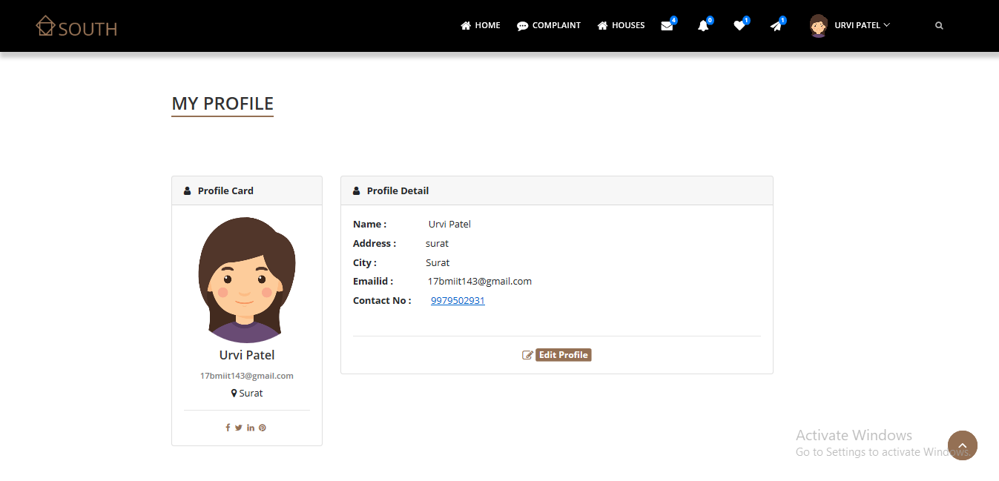 SOUTH HOME COMPLAINT HOUSES 4 0 1 1 URVI PATEL
MY PROFILE
Profile Card
Urvi Patel
17bmiit143@gmail.com
Surat
Profile Detail
Name : Urvi Patel
Address : surat
City : Surat
Emailid : 17bmiit143@gmail.com
Contact No : 9979502931
Edit Profile
Activate Windows
Go to Settings to activate Windows.